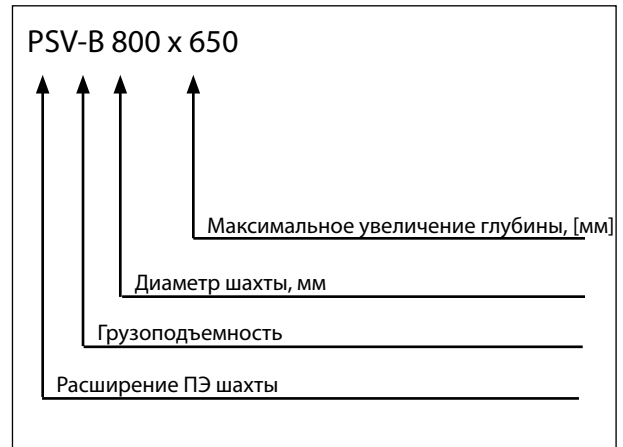 PSV-B 800 x 650
Максимальное увеличение глубины, [мм]
Диаметр шахты, мм
Грузоподъемность
Расширение ПЭ шахты